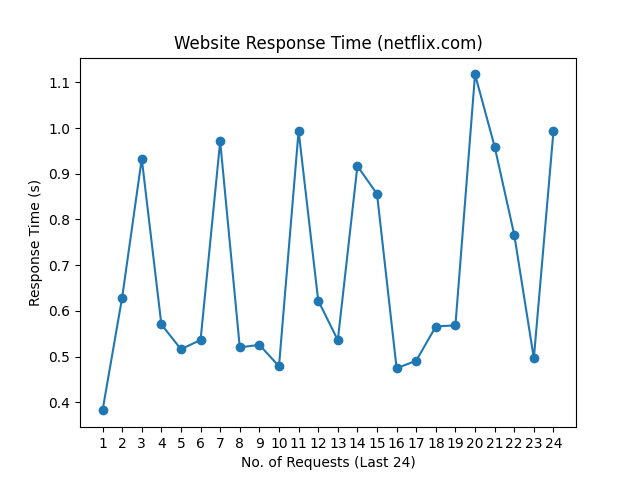 Website Response Time (netflix.com)
Response Time (s)
1.1
1.0
0.9
0.8
0.7
0.6
0.5
0.4
1 2 3 4 5 6 7 8 9 10 11 12 13 14 15 16 17 18 19 20 21 22 23 24
No. of Requests (Last 24)